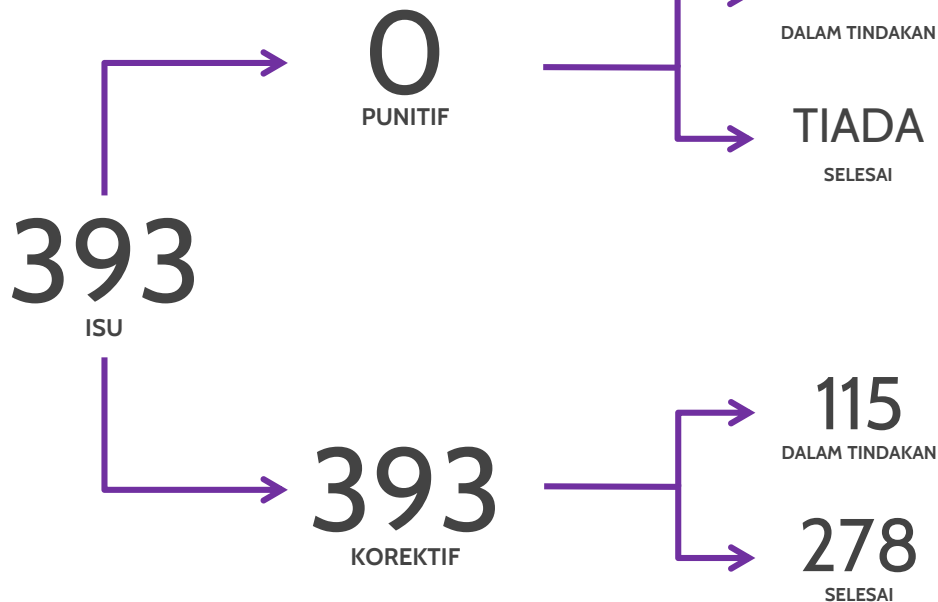 0
PUNITIF
DALAM TINDAKAN
TIADA
SELESAI
393
ISU
393
KOREKTIF
115
DALAM TINDAKAN
278
SELESAI